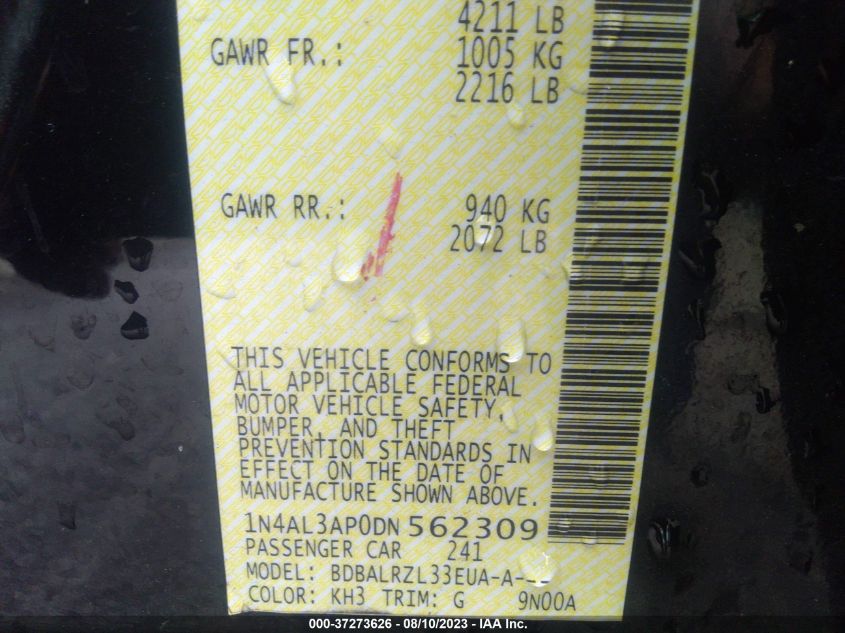 4211 LB
GAWR FR.: 1005 KG
2216 LB
GAWR RR.: 940 KG
2072 LB
THIS VEHICLE CONFORMS TO
ALL APPLICABLE FEDERAL
MOTOR VEHICLE SAFETY,
BUMPER, AND THEFT
PREVENTION STANDARDS IN
EFFECT ON THE DATE OF
MANUFACTURE SHOWN ABOVE.
1N4AL3AP0DN 562309
PASSENGER CAR 241
MODEL: BDBALRZL33EUA-A-
COLOR: KH3 TRIM: G 9N00A
000-37273626 - 08/10/2023 - IAA Inc.